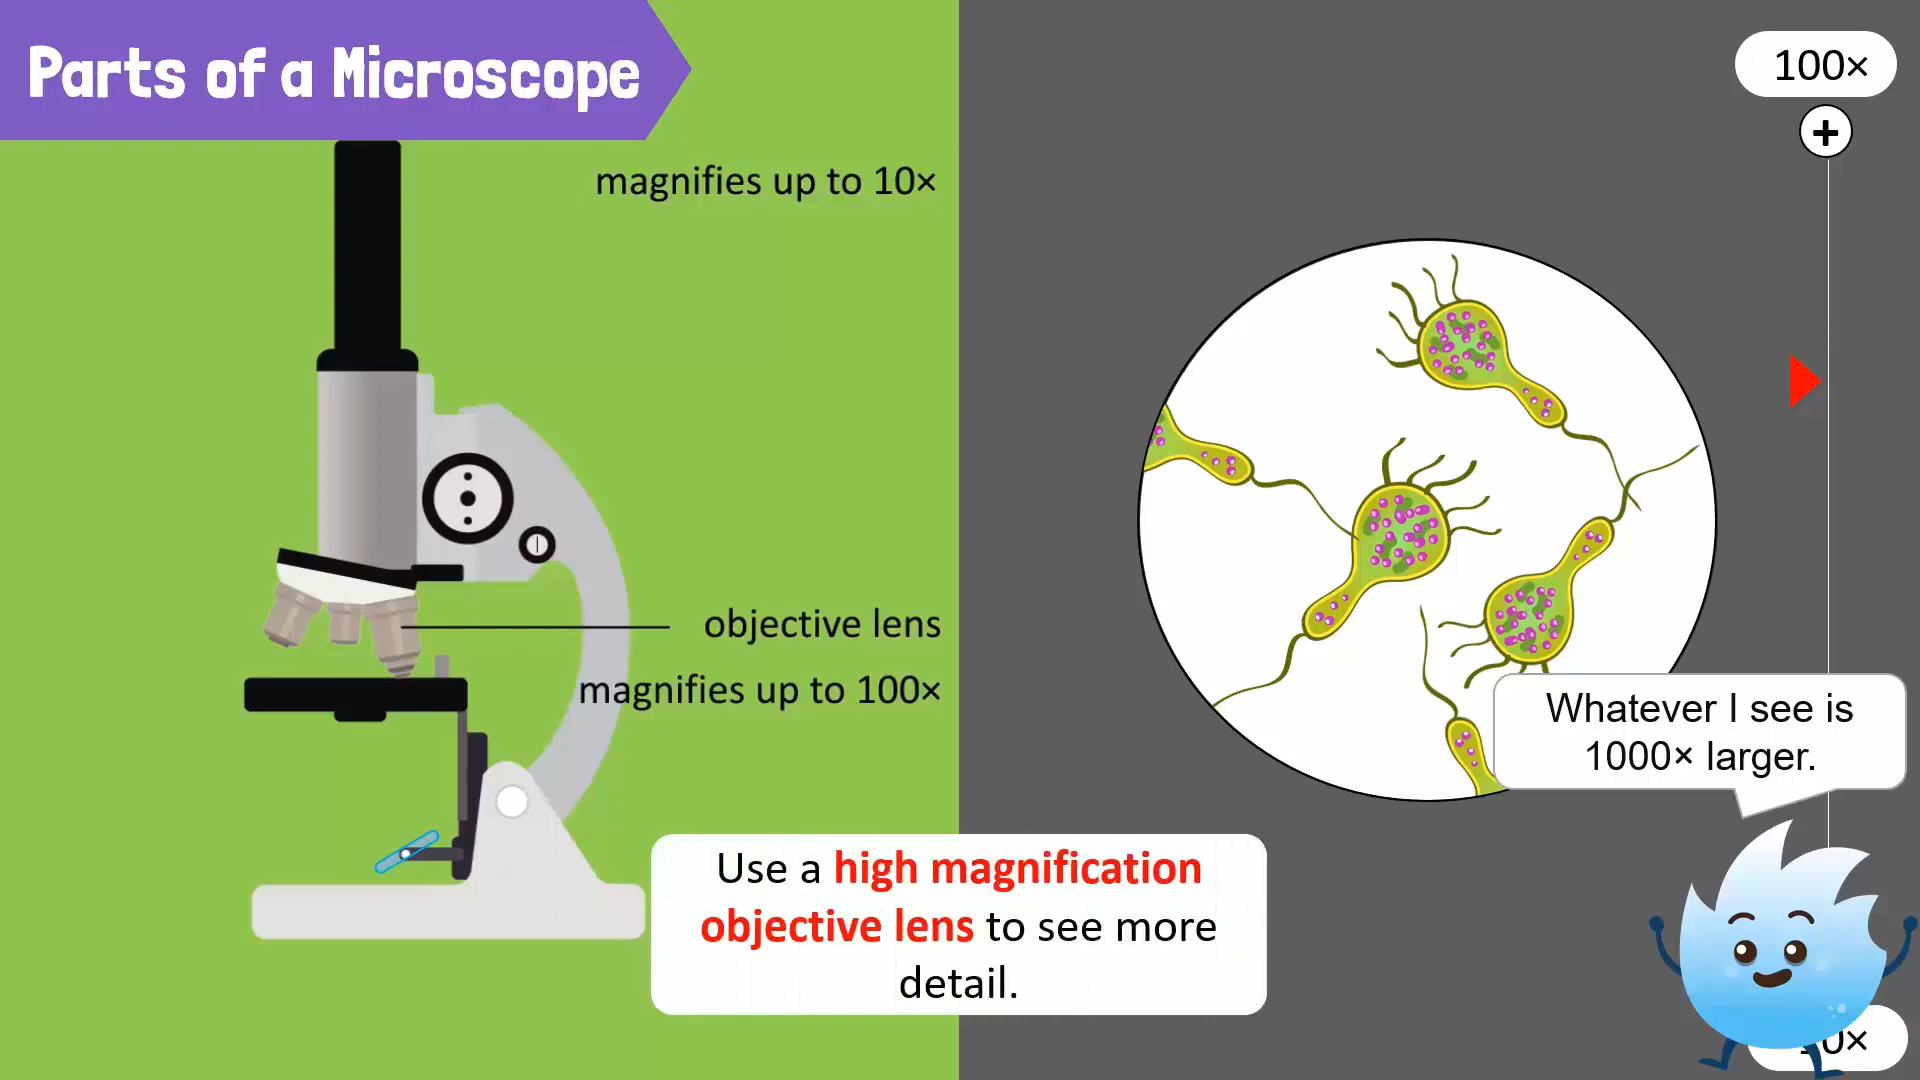 Parts of a Microscope
magnifies up to 10×
objective lens
magnifies up to 100×
Use a high magnification
objective lens to see more
detail.
100×
+
Whatever I see is
1000× larger.